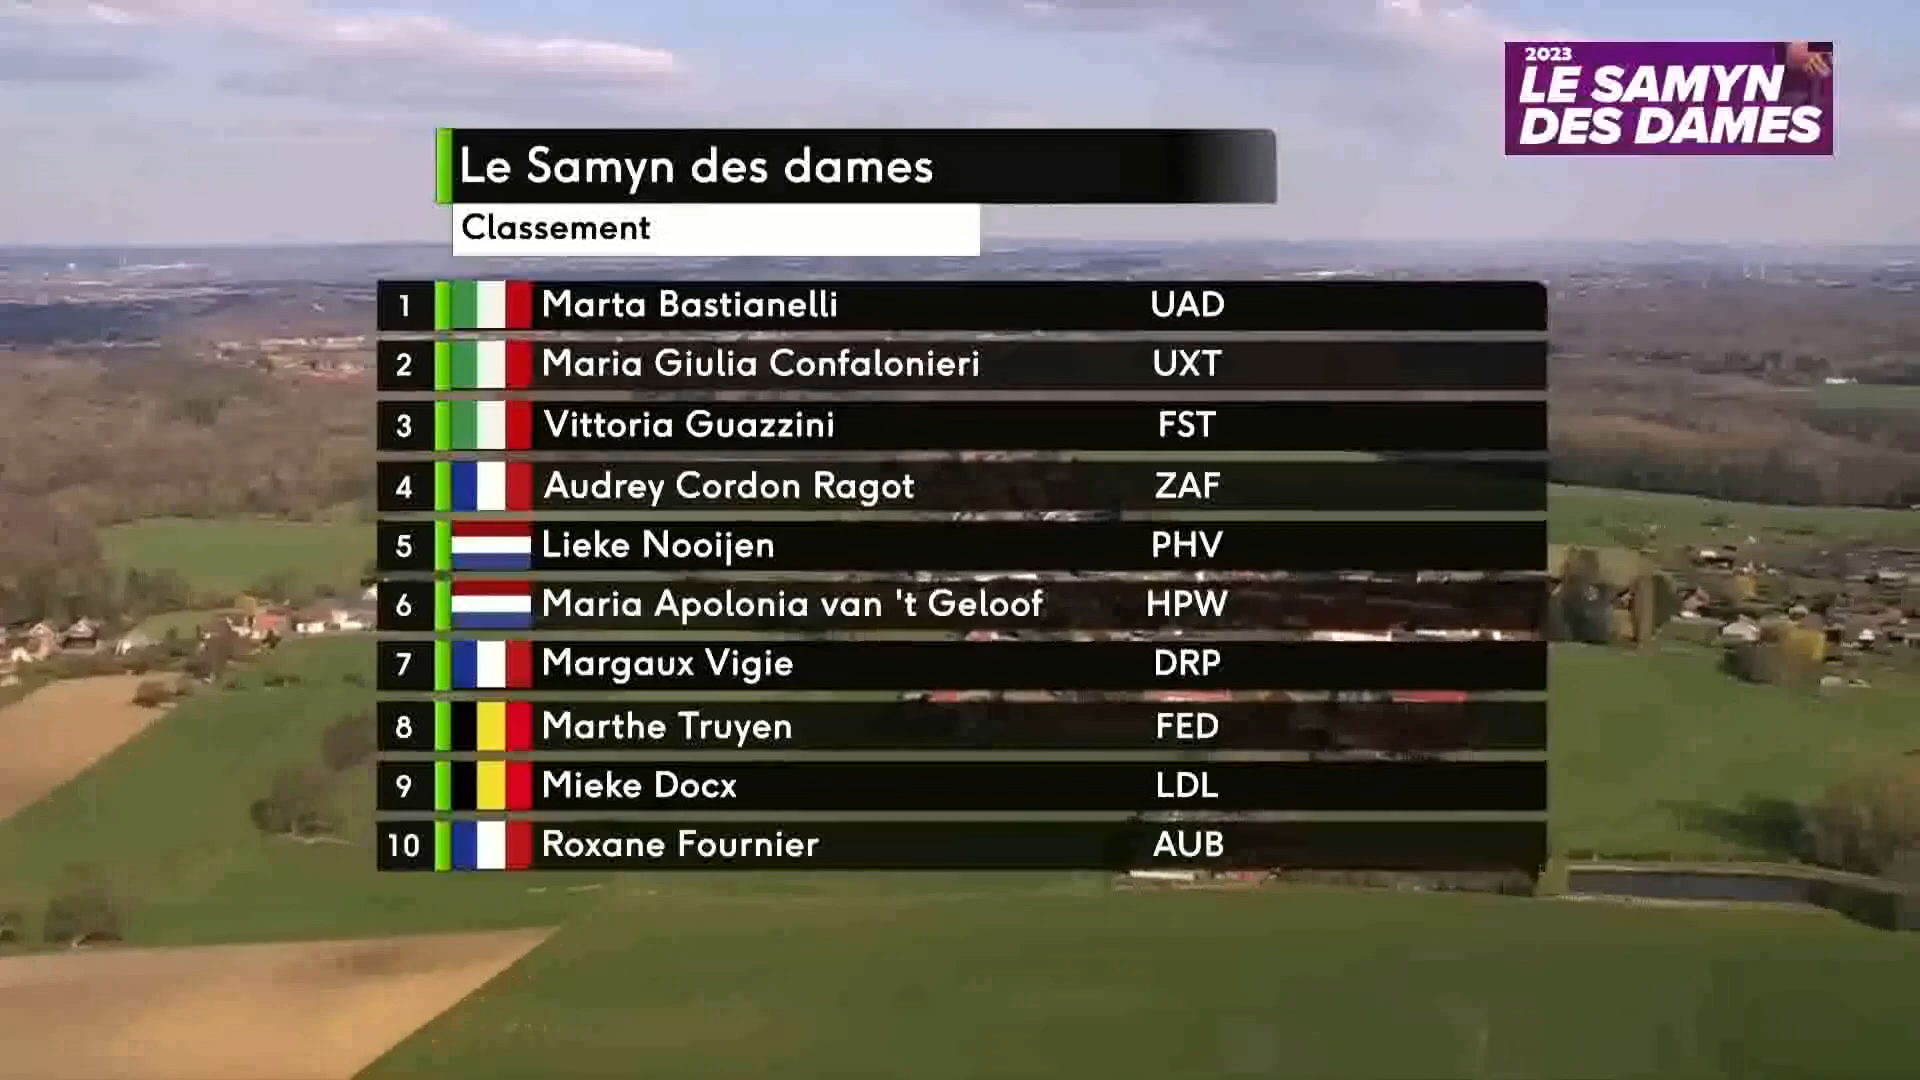 2023
LE SAMYN
DES DAMES
Le Samyn des dames
Classement
1 Marta Bastianelli UAD
2 Maria Giulia Confalonieri UXT
3 Vittoria Guazzini FST
4 Audrey Cordon Ragot ZAF
5 Lieke Nooijen PHV
6 Maria Apolonia van 't Geloof HPW
7 Margaux Vigie DRP
8 Marthe Truyen FED
9 Mieke Docx LDL
10 Roxane Fournier AUB